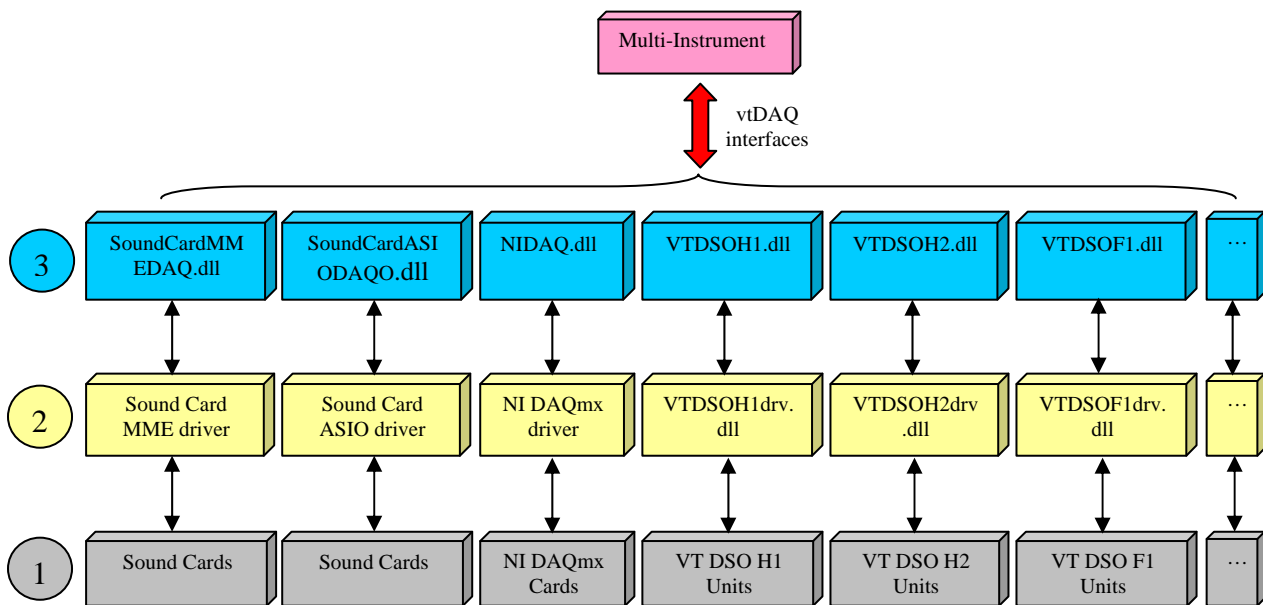 Multi-Instrument
vtDAQ
interfaces
3
SoundCardMM
EDAQ.dll
SoundCardASI
ODAQO.dll
NIDAQ.dll
VTDSOH1.dll
VTDSOH2.dll
VTDSOF1.dll
…
2
Sound Card
MME driver
Sound Card
ASIO driver
NI DAQmx
driver
VTDSOH1drv.
dll
VTDSOH2drv
.dll
VTDSOF1drv.
dll
…
1
Sound Cards
Sound Cards
NI DAQmx
Cards
VT DSO H1
Units
VT DSO H2
Units
VT DSO F1
Units
…